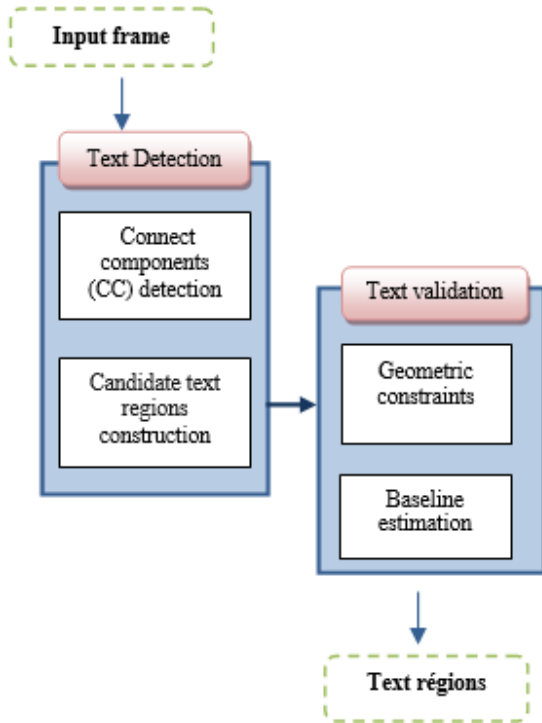 Input frame
Text Detection
Connect
components
(CC) detection
Candidate text
regions
construction
Text validation
Geometric
constraints
Baseline
estimation
Text régions